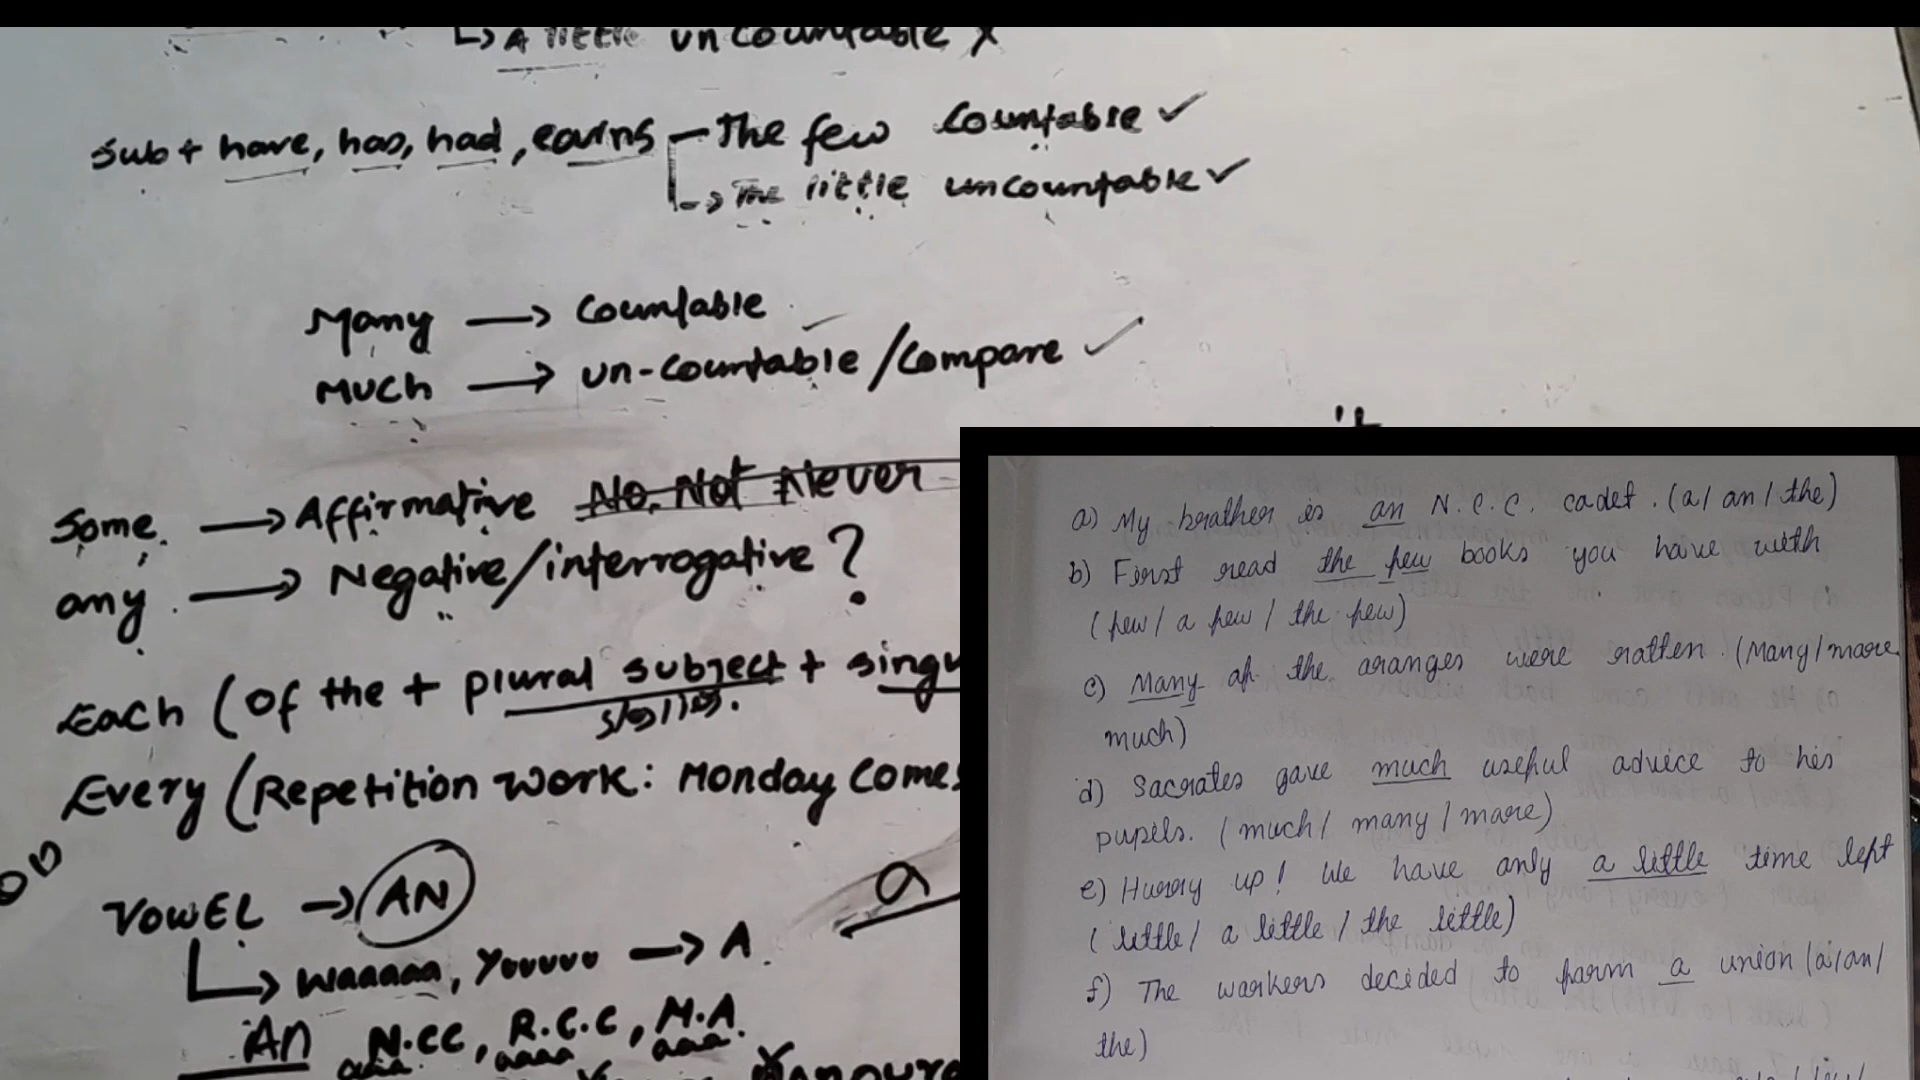 ↳ A little uncountable X
Sub + have, has, had, earns — The few Countable ✓
↳ The little uncountable ✓
Many → Countable
Much → un-countable/Compare ✓
Some → Affirmative No, Not Never
any → Negative/interrogative?
Each (of the + plural subject + singu
Every (Repetition work: Monday Comes
VOWEL → AN
↳ Waaaaa, Yuuuuu → A
a
An N.CC, R.C.C, M.A.
a) My brother is an N.C.C. cadet. (a/ an/ the)
b) First read the few books you have with
(few/ a few / the few)
c) Many of the oranges were rotten. (Many/more
much)
d) Socrates gave much useful advice to his
pupils. (much/ many/ more)
e) Hurry up! We have only a little time left
(little/ a little / the little)
f) The workers decided to form a union (a/an/
the)